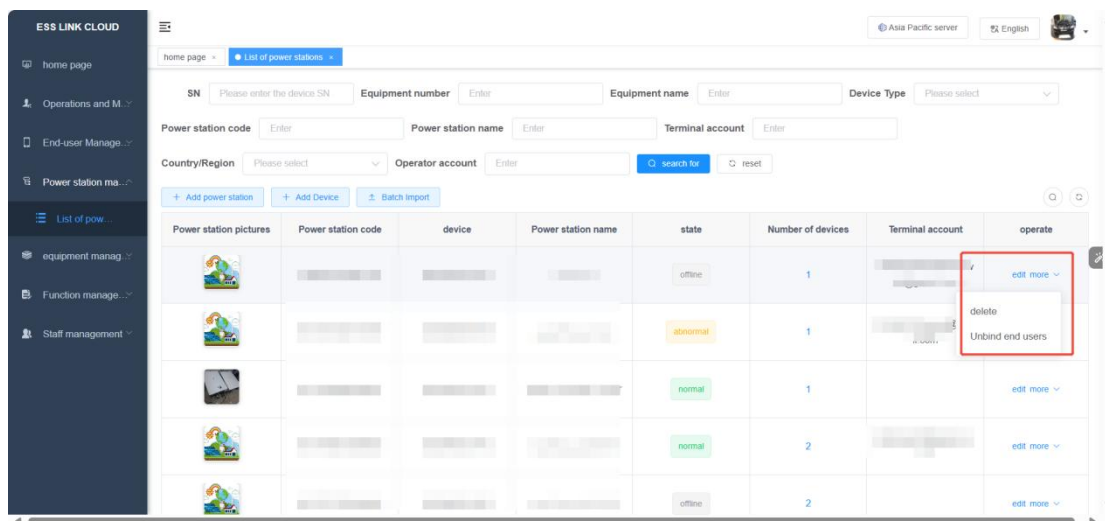 ESS LINK CLOUD
Asia Pacific server
English
home page
home page ×
List of power stations ×
Operations and M...
End-user Manage...
Power station ma...
List of pow...
equipment manag...
Function manage...
Staff management
SN Please enter the device SN Equipment number Enter Equipment name Enter Device Type Please select
Power station code Enter Power station name Enter Terminal account Enter
Country/Region Please select Operator account Enter search for reset
+ Add power station + Add Device Batch Import
Power station pictures Power station code device Power station name state Number of devices Terminal account operate
offline 1 edit more
delete
Unbind end users
abnormal 1
normal 1 edit more
normal 2 edit more
offline 2 edit more